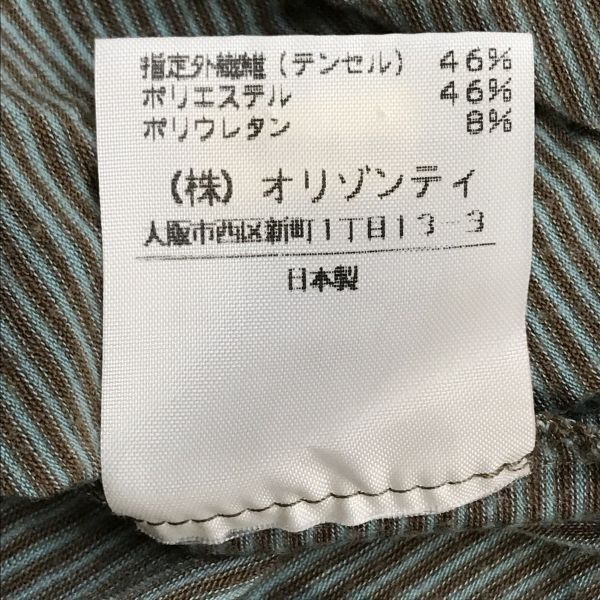 指定外繊維(テンセル) 46%
ポリエステル 46%
ポリウレタン 8%
(株)オリゾンティ
大阪市西区新町1丁目13-3
日本製